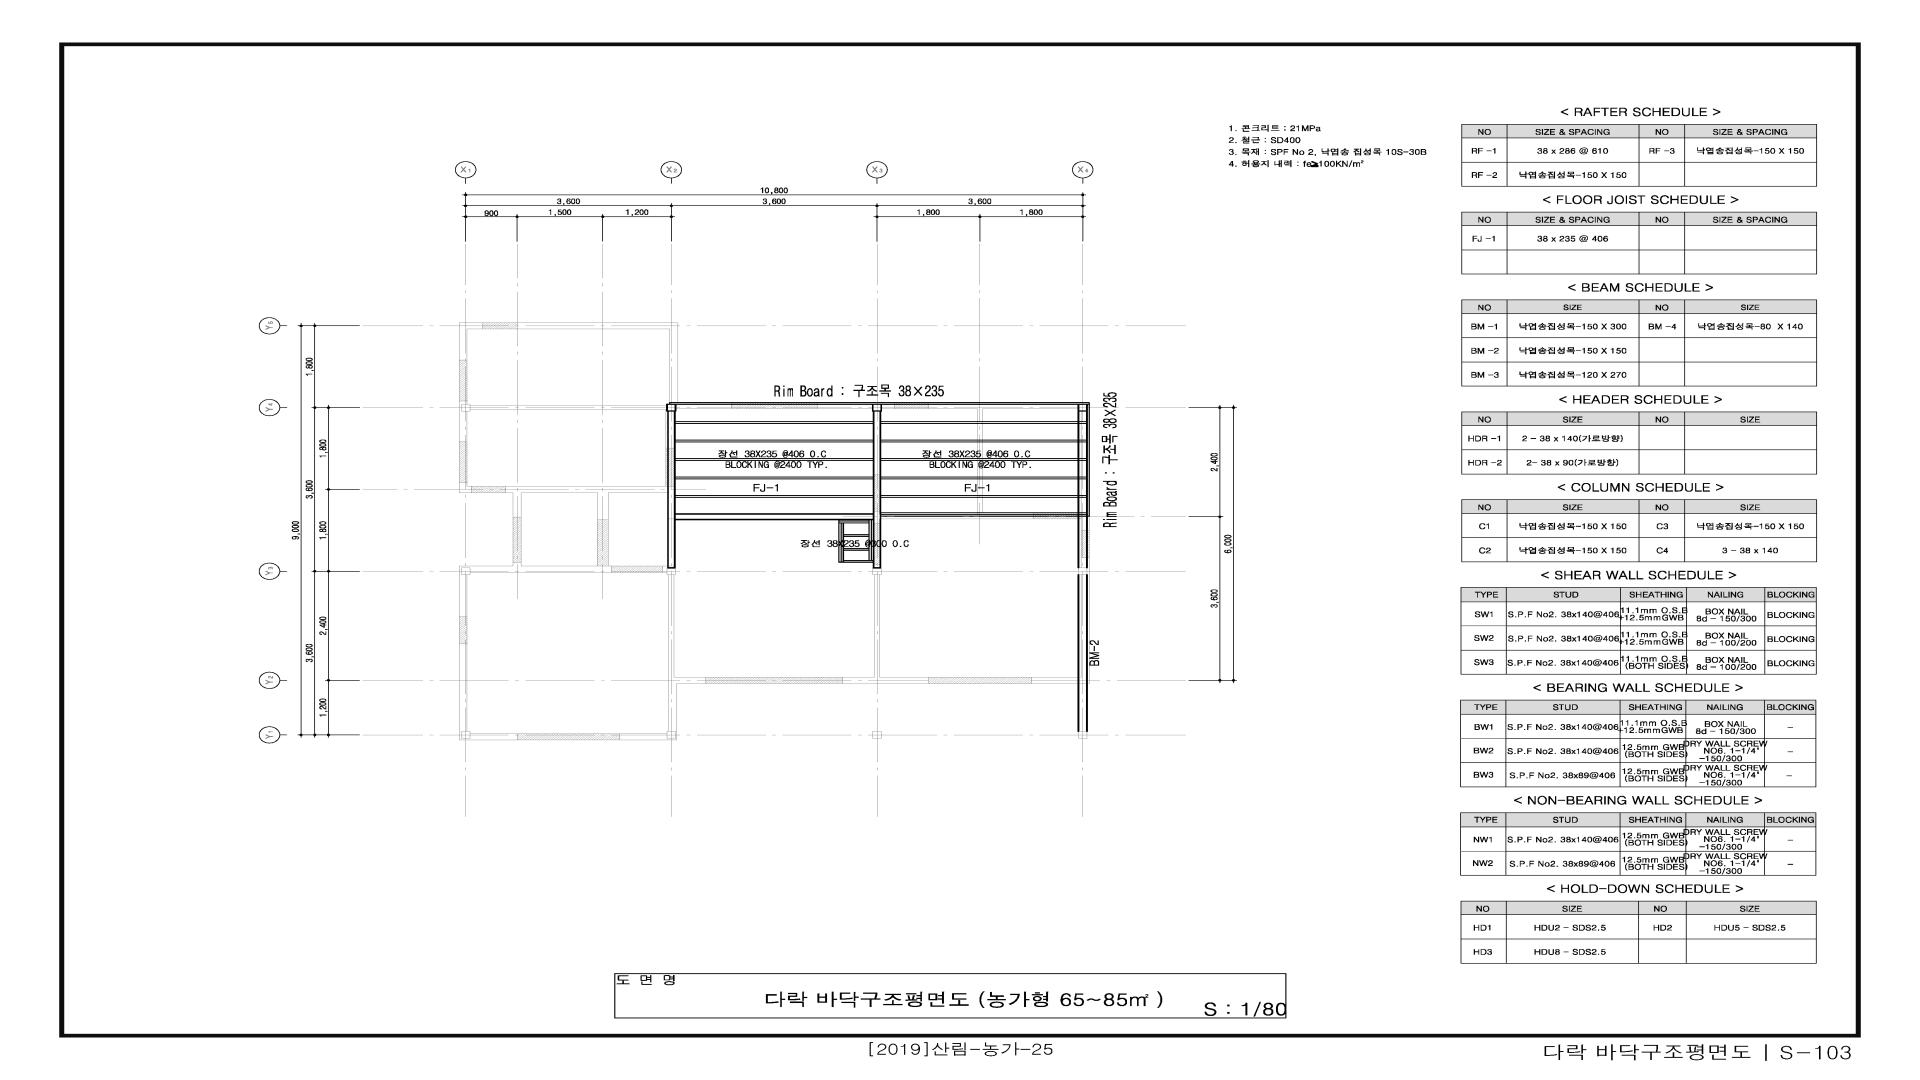 1. 콘크리트 : 21MPa
2. 철근 : SD400
3. 목재 : SPF No 2, 낙엽송 집성목 10S-30B
4. 허용지 내력 : 100KN/m²
X1
X2
X3
X4
10,800
3,600
3,600
3,600
900
1,500
1,200
1,800
1,800
Y5
Y4
Y3
Y2
Y1
9,000
1,800
3,600
3,600
1,800
1,800
2,400
1,200
Rim Board : 구조목 38×235
Rim Board : 구조목 38×235
장선 38X235 @406 O.C
BLOCKING @2400 TYP.
FJ-1
장선 38X235 @406 O.C
BLOCKING @2400 TYP.
FJ-1
장선 38X235 @300 O.C
BM-2
2,400
3,600
6,000
< RAFTER SCHEDULE >
NO SIZE & SPACING NO SIZE & SPACING
RF -1 38 x 286 @ 610 RF -3 낙엽송집성목-150 X 150
RF -2 낙엽송집성목-150 X 150
< FLOOR JOIST SCHEDULE >
NO SIZE & SPACING NO SIZE & SPACING
FJ -1 38 x 235 @ 406
< BEAM SCHEDULE >
NO SIZE NO SIZE
BM -1 낙엽송집성목-150 X 300 BM -4 낙엽송집성목-80 X 140
BM -2 낙엽송집성목-150 X 150
BM -3 낙엽송집성목-120 X 270
< HEADER SCHEDULE >
NO SIZE NO SIZE
HDR -1 2 - 38 x 140(가로방향)
HDR -2 2- 38 x 90(가로방향)
< COLUMN SCHEDULE >
NO SIZE NO SIZE
C1 낙엽송집성목-150 X 150 C3 낙엽송집성목-150 X 150
C2 낙엽송집성목-150 X 150 C4 3 - 38 x 140
< SHEAR WALL SCHEDULE >
TYPE STUD SHEATHING NAILING BLOCKING
SW1 S.P.F No2. 38x140@406 11.1mm O.S.B +12.5mmGWB BOX NAIL 8d - 150/300 BLOCKING
SW2 S.P.F No2. 38x140@406 11.1mm O.S.B +12.5mmGWB BOX NAIL 8d - 100/200 BLOCKING
SW3 S.P.F No2. 38x140@406 11.1mm O.S.B (BOTH SIDES) BOX NAIL 8d - 100/200 BLOCKING
< BEARING WALL SCHEDULE >
TYPE STUD SHEATHING NAILING BLOCKING
BW1 S.P.F No2. 38x140@406 11.1mm O.S.B +12.5mmGWB BOX NAIL 8d - 150/300 -
BW2 S.P.F No2. 38x140@406 12.5mm GWB (BOTH SIDES) DRY WALL SCREW NO6. 1-1/4" -150/300 -
BW3 S.P.F No2. 38x89@406 12.5mm GWB (BOTH SIDES) DRY WALL SCREW NO6. 1-1/4" -150/300 -
< NON-BEARING WALL SCHEDULE >
TYPE STUD SHEATHING NAILING BLOCKING
NW1 S.P.F No2. 38x140@406 12.5mm GWB (BOTH SIDES) DRY WALL SCREW NO6. 1-1/4" -150/300 -
NW2 S.P.F No2. 38x89@406 12.5mm GWB (BOTH SIDES) DRY WALL SCREW NO6. 1-1/4" -150/300 -
< HOLD-DOWN SCHEDULE >
NO SIZE NO SIZE
HD1 HDU2 - SDS2.5 HD2 HDU5 - SDS2.5
HD3 HDU8 - SDS2.5
도 면 명
다락 바닥구조평면도 (농가형 65~85㎡ )
S : 1/80
[2019]산림-농가-25
다락 바닥구조평면도 | S-103